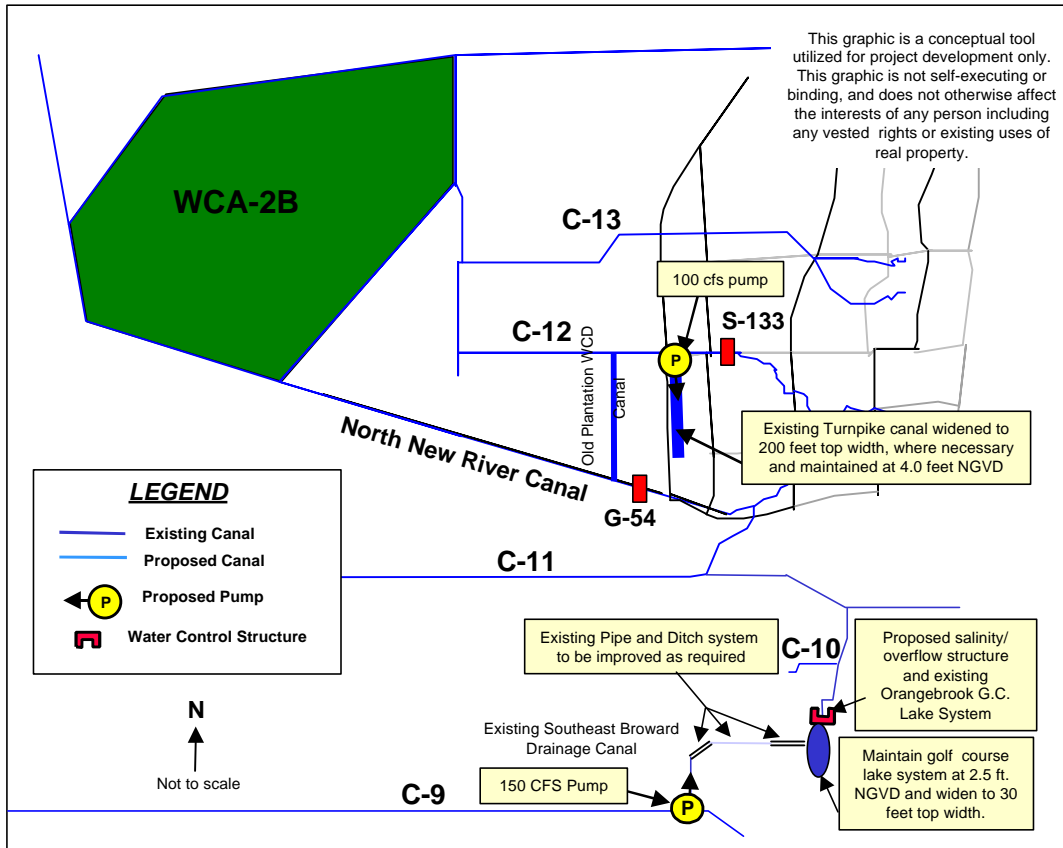 This graphic is a conceptual tool
utilized for project development only.
This graphic is not self-executing or
binding, and does not otherwise affect
the interests of any person including
any vested rights or existing uses of
real property.
WCA-2B
C-13
100 cfs pump
S-133
C-12
P
Old Plantation WCD
Canal
Existing Turnpike canal widened to
200 feet top width, where necessary
and maintained at 4.0 feet NGVD
North New River Canal
G-54
LEGEND
Existing Canal
Proposed Canal
P
Proposed Pump
Water Control Structure
C-11
Existing Pipe and Ditch system
to be improved as required
C-10
Proposed salinity/
overflow structure
and existing
Orangebrook G.C.
Lake System
N
Not to scale
Existing Southeast Broward
Drainage Canal
Maintain golf course
lake system at 2.5 ft.
NGVD and widen to 30
feet top width.
150 CFS Pump
C-9
P